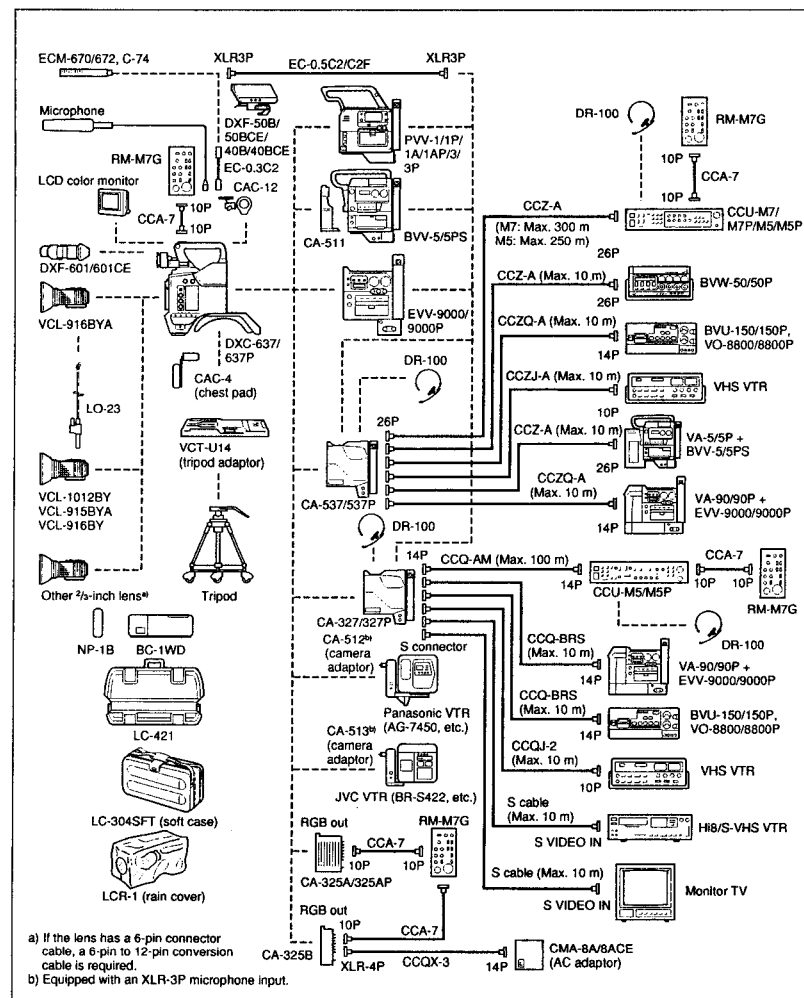 ECM-670/672, C-74
XLR3P
EC-0.5C2/C2F
XLR3P
Microphone
RM-M7G
DXF-50B/
50BCE/
40B/40BCE
EC-0.3C2
CAC-12
LCD color monitor
CCA-7
10P
10P
DXF-601/601CE
VCL-916BYA
DXC-637/
637P
CAC-4
(chest pad)
LO-23
VCT-U14
(tripod adaptor)
VCL-1012BY
VCL-915BYA
VCL-916BY
Other 2/3-inch lens a)
Tripod
NP-1B
BC-1WD
LC-421
LC-304SFT (soft case)
LCR-1 (rain cover)
a) If the lens has a 6-pin connector
cable, a 6-pin to 12-pin conversion
cable is required.
b) Equipped with an XLR-3P microphone input.
PVV-1/1P/
1A/1AP/3/
3P
CA-511
BVV-5/5PS
EVV-9000/
9000P
DR-100
26P
CA-537/537P
DR-100
14P
CA-327/327P
CA-512 b)
(camera
adaptor)
S connector
Panasonic VTR
(AG-7450, etc.)
CA-513 b)
(camera
adaptor)
JVC VTR (BR-S422, etc.)
RGB out
CCA-7
10P
10P
RM-M7G
CA-325A/325AP
RGB out
10P
CCA-7
CA-325B
XLR-4P
CCQX-3
14P
CMA-8A/8ACE
(AC adaptor)
DR-100
RM-M7G
10P
CCA-7
10P
CCZ-A
(M7: Max. 300 m
M5: Max. 250 m)
26P
CCU-M7/
M7P/M5/M5P
CCZ-A (Max. 10 m)
26P
BVW-50/50P
CCZQ-A (Max. 10 m)
14P
BVU-150/150P,
VO-8800/8800P
CCZJ-A (Max. 10 m)
10P
VHS VTR
CCZ-A (Max. 10 m)
26P
VA-5/5P +
BVV-5/5PS
CCZQ-A
(Max. 10 m)
14P
VA-90/90P +
EVV-9000/9000P
CCQ-AM (Max. 100 m)
14P
CCU-M5/M5P
CCA-7
10P
10P
RM-M7G
DR-100
CCQ-BRS
(Max. 10 m)
14P
VA-90/90P +
EVV-9000/9000P
CCQ-BRS
(Max. 10 m)
14P
BVU-150/150P,
VO-8800/8800P
CCQJ-2
(Max. 10 m)
10P
VHS VTR
S cable
(Max. 10 m)
S VIDEO IN
Hi8/S-VHS VTR
S cable (Max. 10 m)
S VIDEO IN
Monitor TV